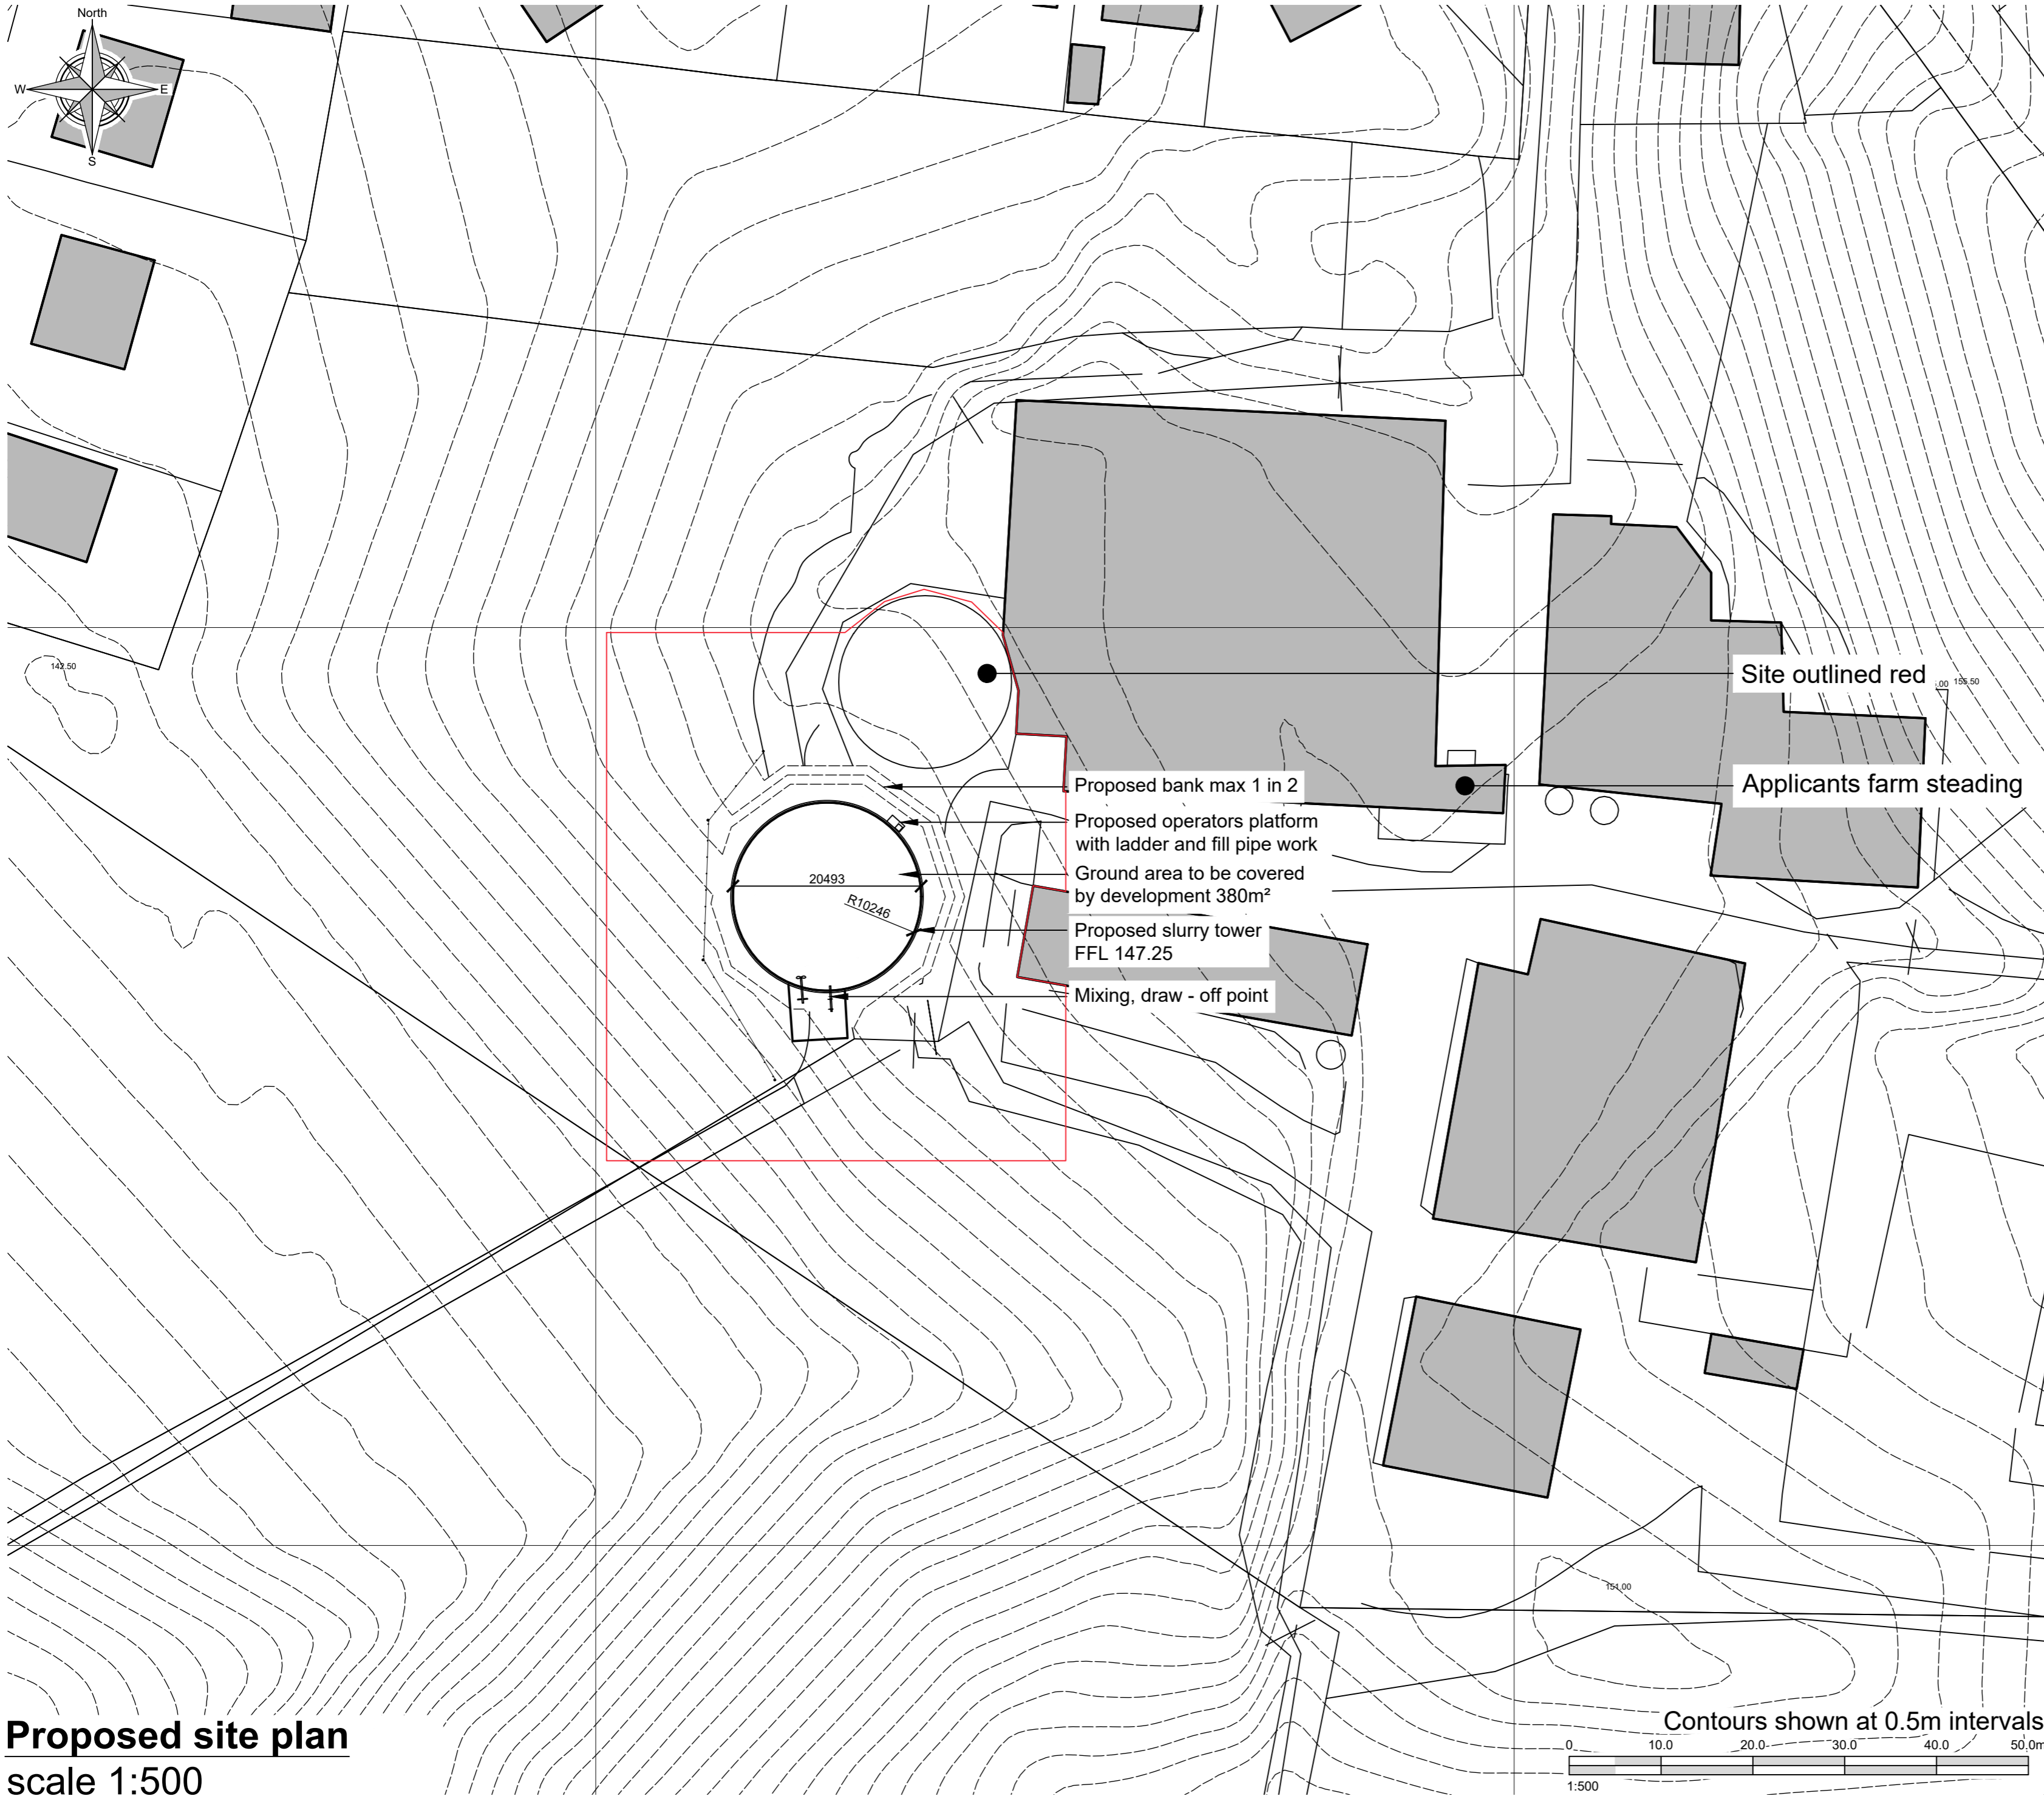 North
W
E
S
142.50
Site outlined red
.00
155.50
Applicants farm steading
Proposed bank max 1 in 2
Proposed operators platform
with ladder and fill pipe work
Ground area to be covered
by development 380m²
20493
R10246
Proposed slurry tower
FFL 147.25
Mixing, draw - off point
151.00
Proposed site plan
scale 1:500
Contours shown at 0.5m intervals
0 10.0 20.0 30.0 40.0 50.0m
1:500